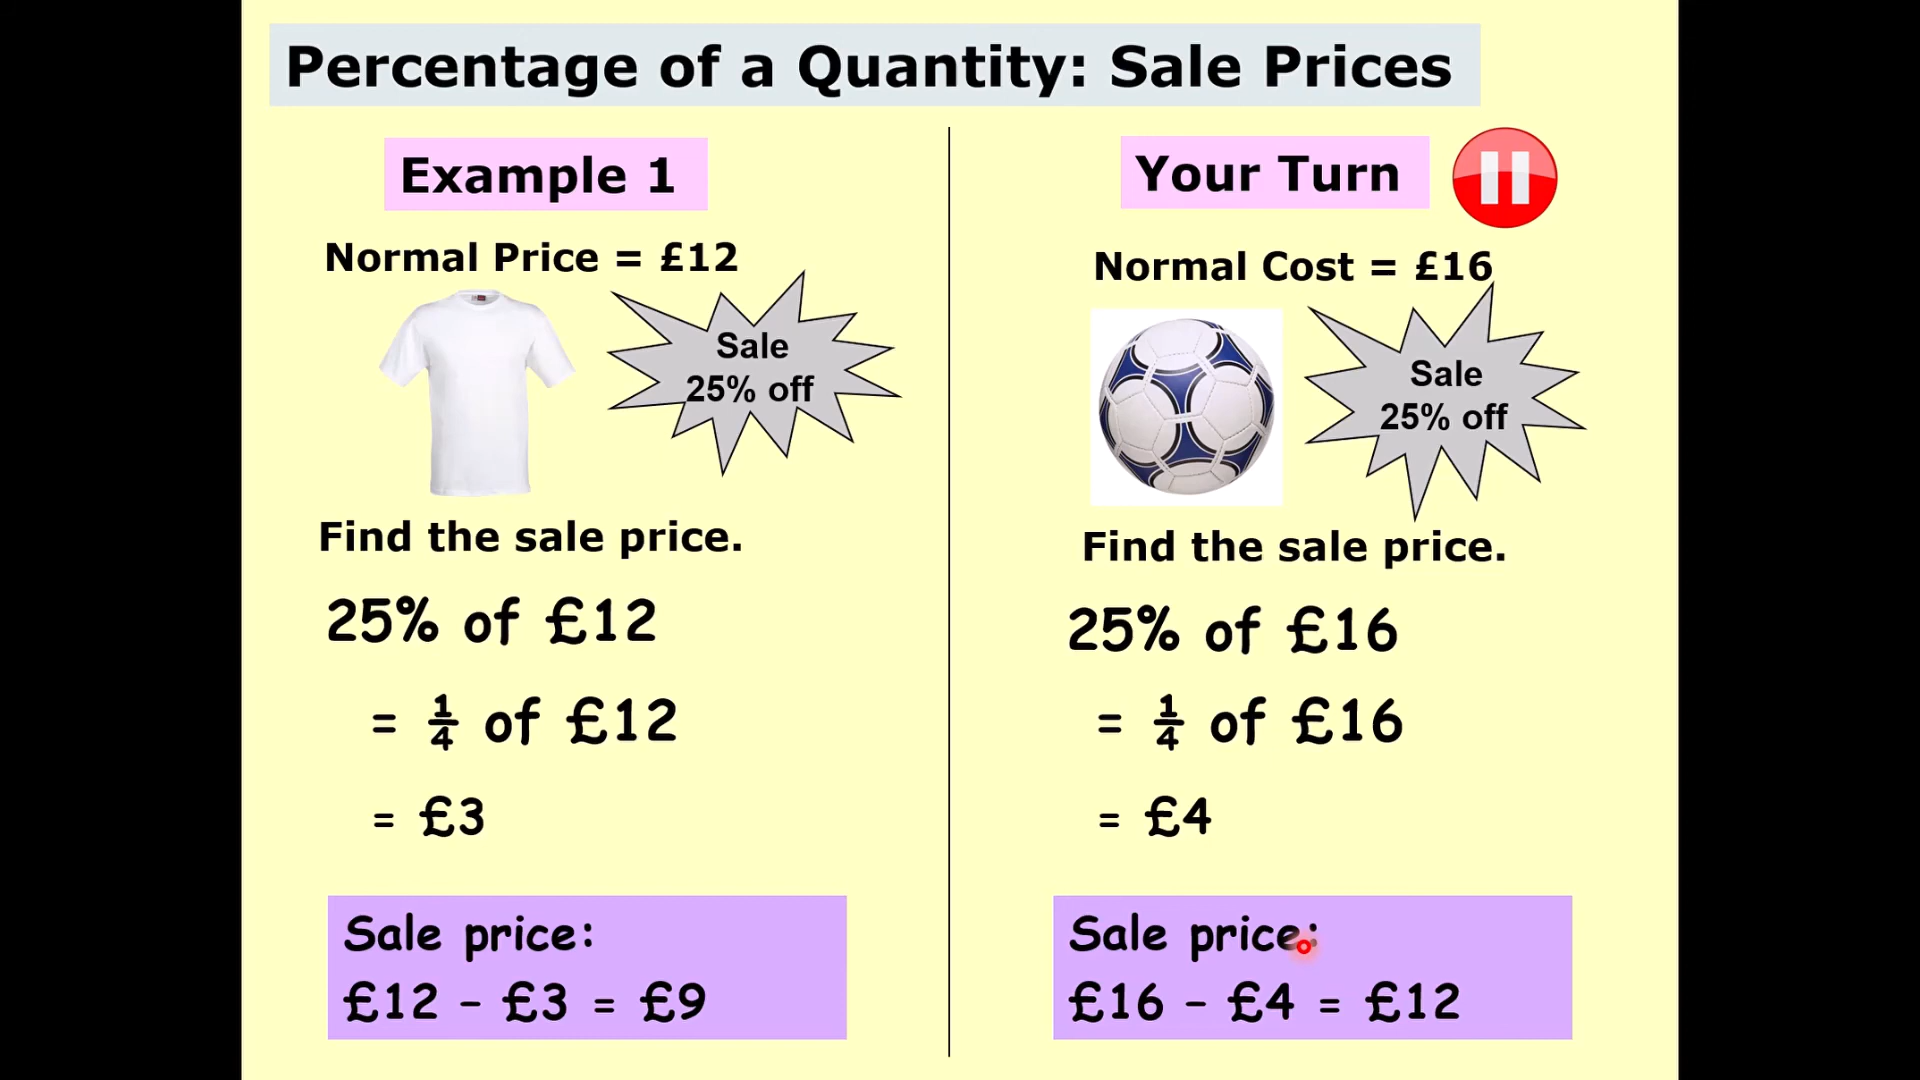 Percentage of a Quantity: Sale Prices
Example 1
Normal Price = £12
Sale
25% off
Find the sale price.
25% of £12
= 1/4 of £12
= £3
Sale price:
£12 – £3 = £9
Your Turn
Normal Cost = £16
Sale
25% off
Find the sale price.
25% of £16
= 1/4 of £16
= £4
Sale price:
£16 – £4 = £12